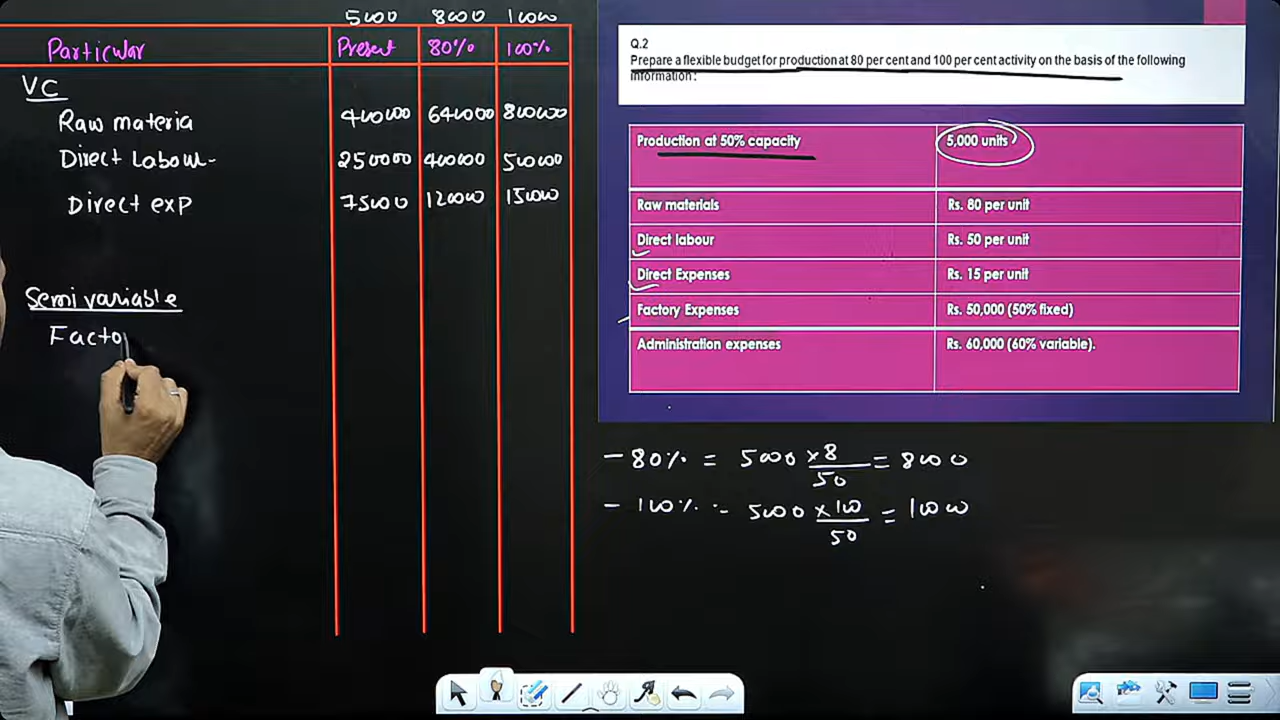 5000 8000 10000
Particular Present 80% 100%
VC
Raw materia 400000 640000 800000
Direct Labour- 250000 400000 500000
Direct exp 75000 120000 150000
Semi variable
Facto
Q.2
Prepare a flexible budget for production at 80 per cent and 100 per cent activity on the basis of the following
information:
Production at 50% capacity 5,000 units
Raw materials Rs. 80 per unit
Direct labour Rs. 50 per unit
Direct Expenses Rs. 15 per unit
Factory Expenses Rs. 50,000 (50% fixed)
Administration expenses Rs. 60,000 (60% variable).
- 80% = 5000 × 8 / 50 = 8000
- 100% - 5000 × 100 / 50 = 10000